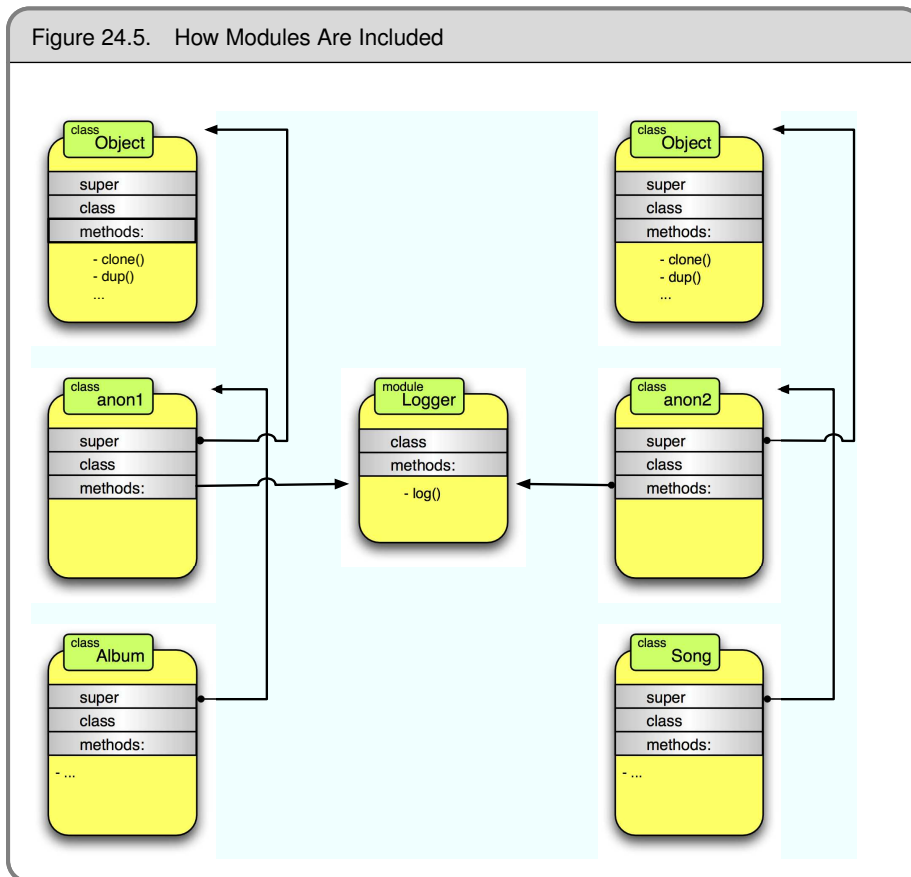 Figure 24.5. How Modules Are Included
class
Object
super
class
methods:
- clone()
- dup()
...
class
Object
super
class
methods:
- clone()
- dup()
...
class
anon1
super
class
methods:
module
Logger
class
methods:
- log()
class
anon2
super
class
methods:
class
Album
super
class
methods:
- ...
class
Song
super
class
methods:
- ...